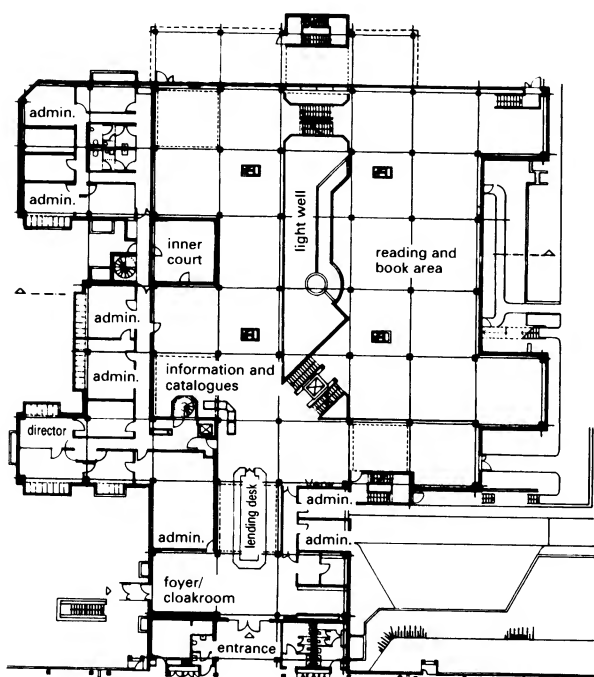 admin.
admin.
inner
court
light well
reading and
book area
admin.
admin.
information and
catalogues
director
lending desk
admin.
admin.
admin.
foyer/
cloakroom
entrance